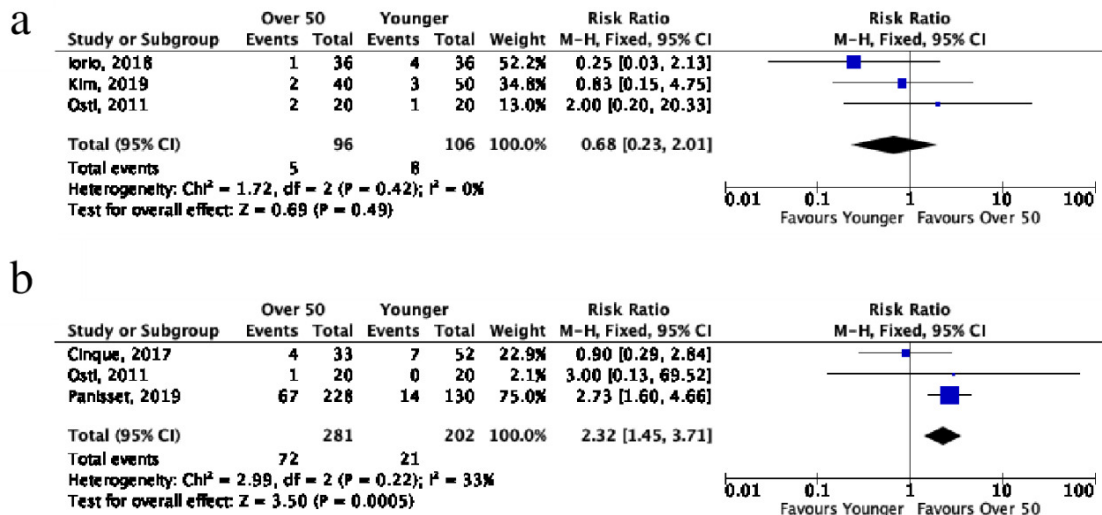 a
Over 50 Younger Risk Ratio Risk Ratio
Study or Subgroup Events Total Events Total Weight M-H, Fixed, 95% CI M-H, Fixed, 95% CI
Iorio, 2018 1 36 4 36 52.2% 0.25 [0.03, 2.13]
Kim, 2019 2 40 3 50 34.8% 0.83 [0.15, 4.75]
Osti, 2011 2 20 1 20 13.0% 2.00 [0.20, 20.33]
Total (95% CI) 96 106 100.0% 0.68 [0.23, 2.01]
Total events 5 8
Heterogeneity: Chi² = 1.72, df = 2 (P = 0.42); I² = 0%
Test for overall effect: Z = 0.69 (P = 0.49)
0.01 0.1 1 10 100
Favours Younger Favours Over 50
b
Over 50 Younger Risk Ratio Risk Ratio
Study or Subgroup Events Total Events Total Weight M-H, Fixed, 95% CI M-H, Fixed, 95% CI
Cinque, 2017 4 33 7 52 22.9% 0.90 [0.29, 2.84]
Osti, 2011 1 20 0 20 2.1% 3.00 [0.13, 69.52]
Panisset, 2019 67 228 14 130 75.0% 2.73 [1.60, 4.66]
Total (95% CI) 281 202 100.0% 2.32 [1.45, 3.71]
Total events 72 21
Heterogeneity: Chi² = 2.99, df = 2 (P = 0.22); I² = 33%
Test for overall effect: Z = 3.50 (P = 0.0005)
0.01 0.1 1 10 100
Favours Younger Favours Over 50